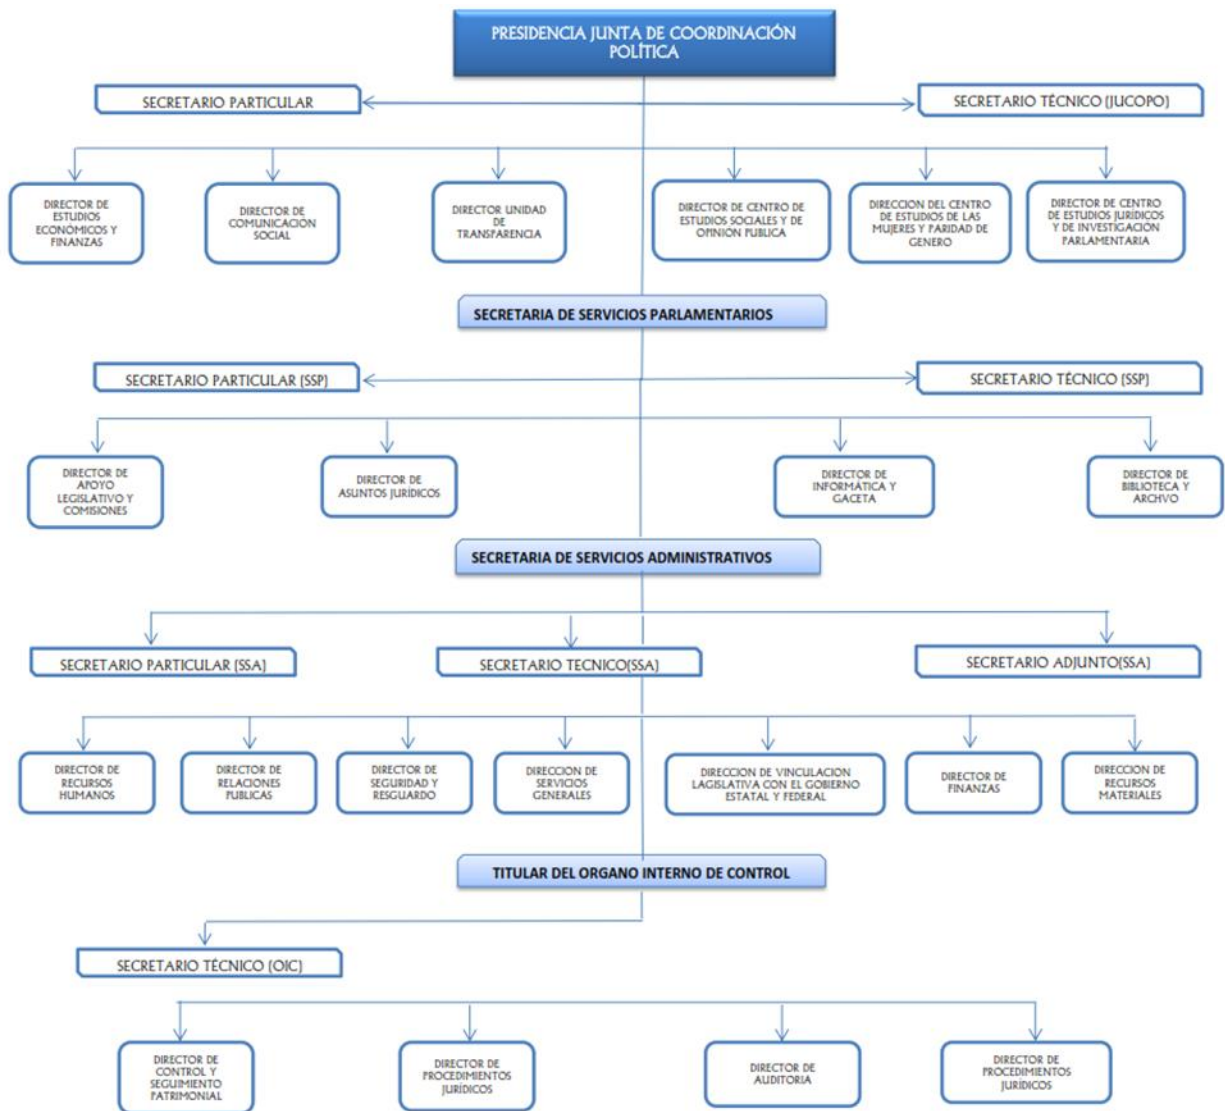 PRESIDENCIA JUNTA DE COORDINACIÓN
POLÍTICA
SECRETARIO PARTICULAR
SECRETARIO TÉCNICO (JUCOPO)
DIRECTOR DE
ESTUDIOS
ECONÓMICOS Y
FINANZAS
DIRECTOR DE
COMUNICACIÓN
SOCIAL
DIRECTOR UNIDAD
DE
TRANSPARENCIA
DIRECTOR DE CENTRO DE
ESTUDIOS SOCIALES Y DE
OPINIÓN PUBLICA
DIRECCION DEL CENTRO
DE ESTUDIOS DE LAS
MUJERES Y PARIDAD DE
GENERO
DIRECTOR DE CENTRO
DE ESTUDIOS JURÍDICOS
Y DE INVESTIGACIÓN
PARLAMENTARIA
SECRETARIA DE SERVICIOS PARLAMENTARIOS
SECRETARIO PARTICULAR (SSP)
SECRETARIO TÉCNICO (SSP)
DIRECTOR DE
APOYO
LEGISLATIVO Y
COMISIONES
DIRECTOR DE
ASUNTOS JURÍDICOS
DIRECTOR DE
INFORMÁTICA Y
GACETA
DIRECTOR DE
BIBLIOTECA Y
ARCHVO
SECRETARIA DE SERVICIOS ADMINISTRATIVOS
SECRETARIO PARTICULAR (SSA)
SECRETARIO TECNICO(SSA)
SECRETARIO ADJUNTO(SSA)
DIRECTOR DE
RECURSOS
HUMANOS
DIRECTOR DE
RELACIONES
PUBLICAS
DIRECTOR DE
SEGURIDAD Y
RESGUARDO
DIRECCIÓN DE
SERVICIOS
GENERALES
DIRECCION DE VINCULACION
LAGISLATIVA CON EL GOBIERNO
ESTATAL Y FEDERAL
DIRECTOR DE
FINANZAS
DIRECCION DE
RECURSOS
MATERIALES
TITULAR DEL ORGANO INTERNO DE CONTROL
SECRETARIO TÉCNICO (OIC)
DIRECTOR DE
CONTROL Y
SEGUIMIENTO
PATRIMONIAL
DIRECTOR DE
PROCEDIMIENTOS
JURÍDICOS
DIRECTOR DE
AUDITORIA
DIRECTOR DE
PROCEDIMIENTOS
JURÍDICOS